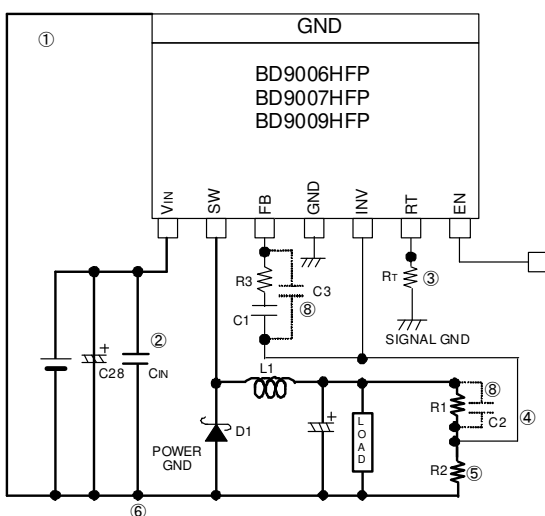 ①
GND
BD9006HFP
BD9007HFP
BD9009HFP
VIN
SW
FB
GND
INV
RT
EN
R3
C3
⑧
C1
RT
③
SIGNAL GND
②
C28
CIN
L1
D1
POWER
GND
LOAD
⑧
R1
C2
④
R2
⑤
⑥
+
+